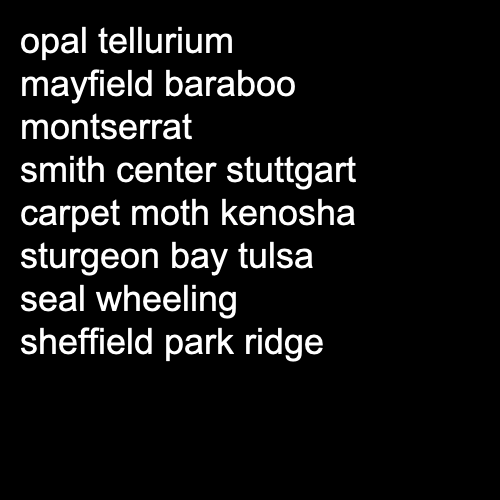 opal tellurium
mayfield baraboo
montserrat
smith center stuttgart
carpet moth kenosha
sturgeon bay tulsa
seal wheeling
sheffield park ridge